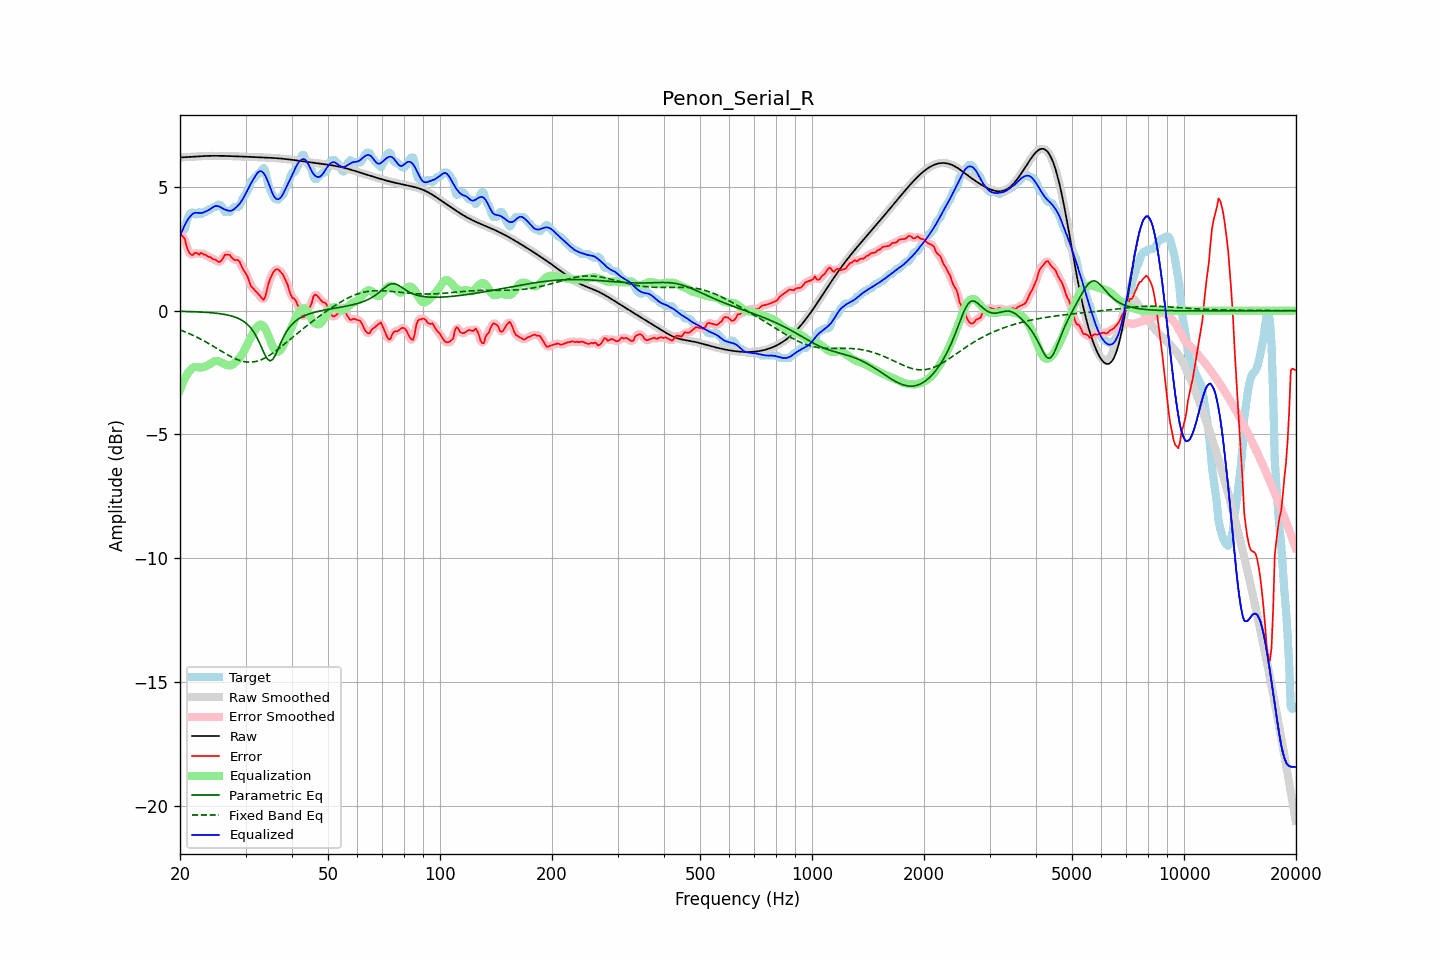 Penon_Serial_R
Amplitude (dBr)
5
0
−5
−10
−15
−20
Target
Raw Smoothed
Error Smoothed
Raw
Error
Equalization
Parametric Eq
Fixed Band Eq
Equalized
20 50 100 200 500 1000 2000 5000 10000 20000
Frequency (Hz)